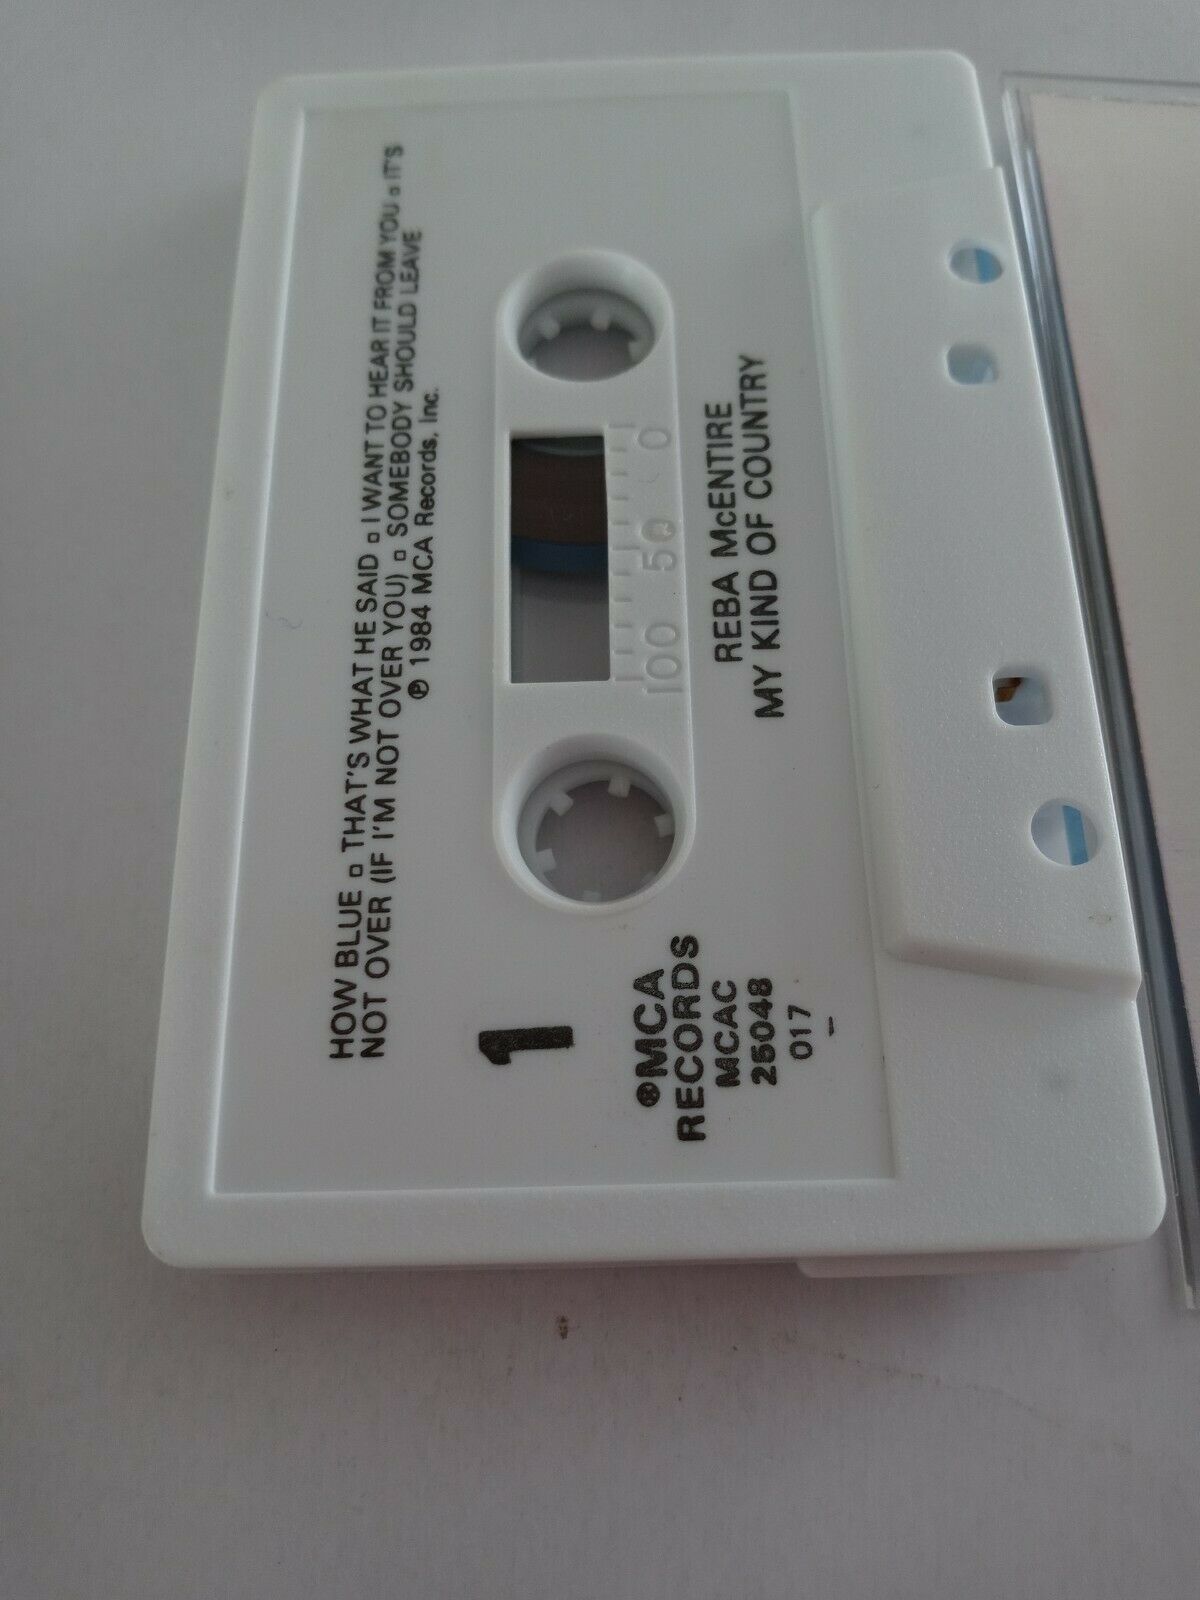 HOW BLUE ▫ THAT'S WHAT HE SAID ▫ I WANT TO HEAR IT FROM YOU ▫ IT'S
NOT OVER (IF I'M NOT OVER YOU) ▫ SOMEBODY SHOULD LEAVE
℗ 1984 MCA Records, Inc.
1
100 50 0
®MCA
RECORDS
MCAC
25048
017
REBA McENTIRE
MY KIND OF COUNTRY